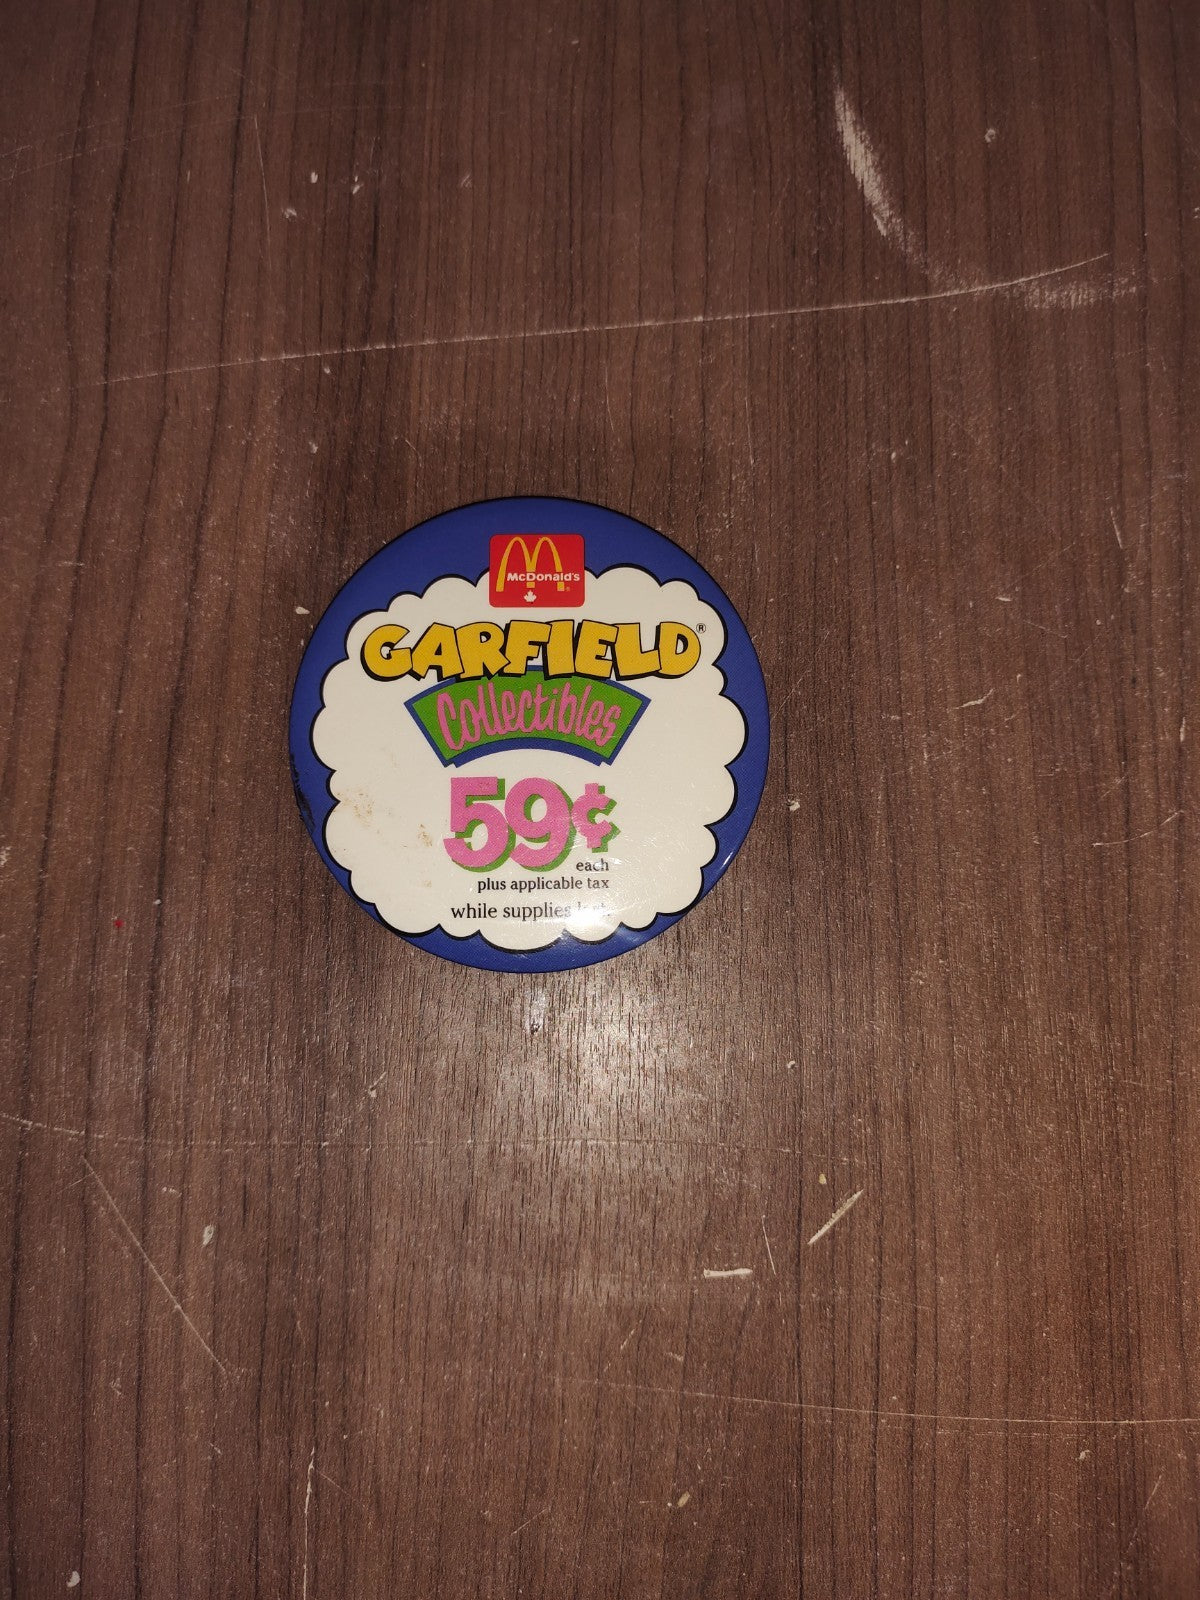 McDonald's
®
GARFIELD®
Collectibles
59¢
each
plus applicable tax
while supplies